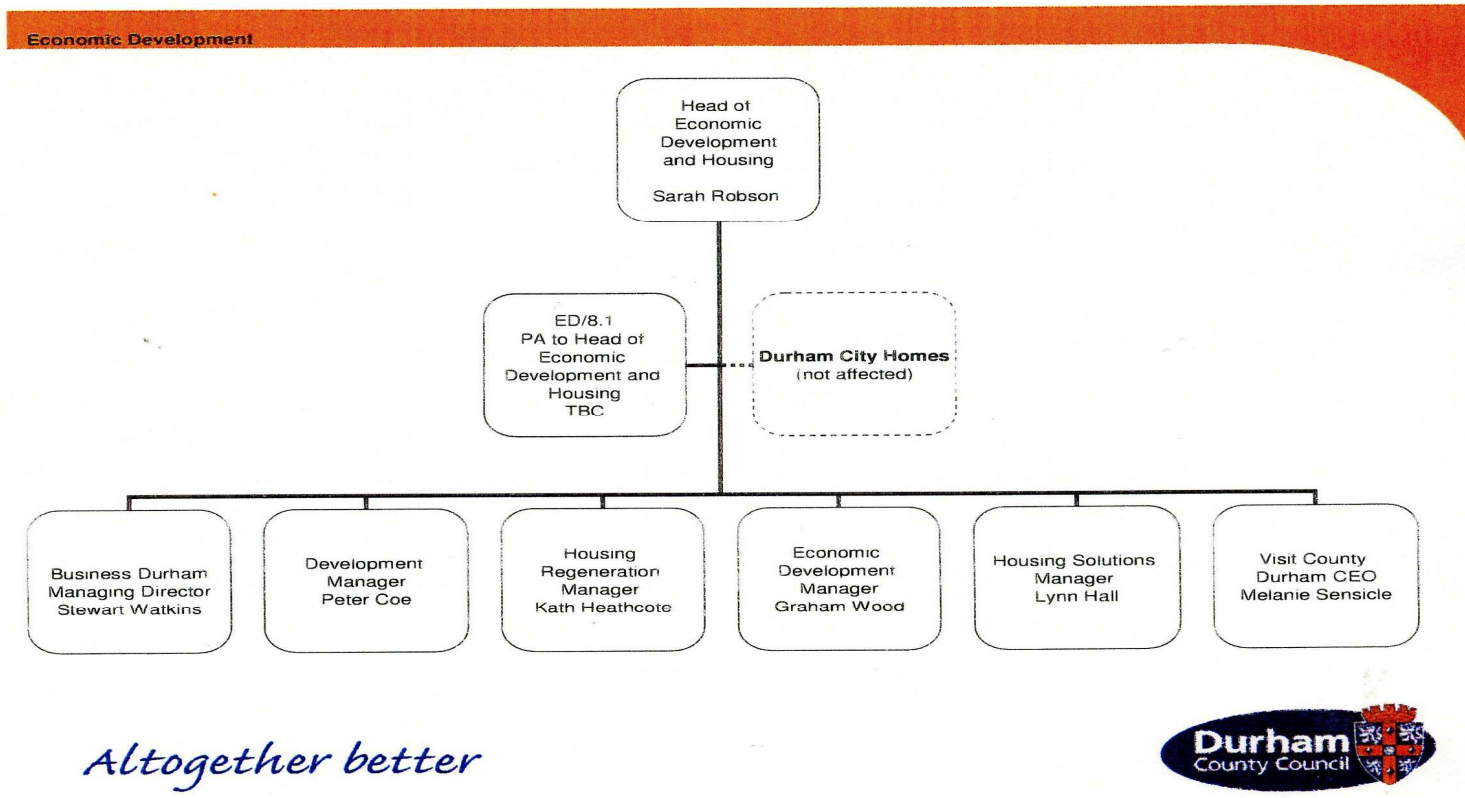 Economic Development
Head of
Economic
Development
and Housing
Sarah Robson
ED/8.1
PA to Head of
Economic
Development and
Housing
TBC
Durham City Homes
(not affected)
Business Durham
Managing Director
Stewart Watkins
Development
Manager
Peter Coe
Housing
Regeneration
Manager
Kath Heathcote
Economic
Development
Manager
Graham Wood
Housing Solutions
Manager
Lynn Hall
Visit County
Durham CEO
Melanie Sensicle
Altogether better
Durham
County Council